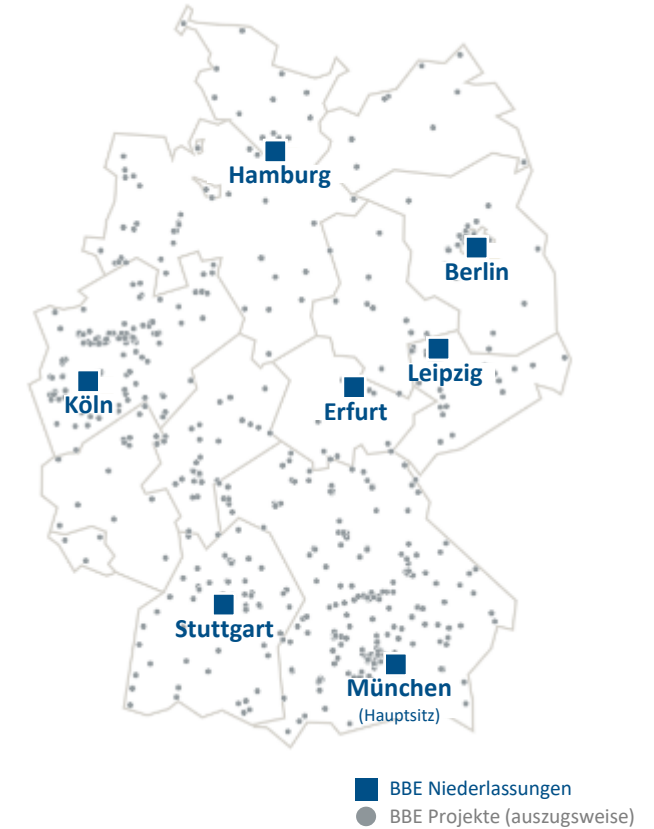 Hamburg
Berlin
Leipzig
Köln
Erfurt
Stuttgart
München
(Hauptsitz)
BBE Niederlassungen
BBE Projekte (auszugsweise)